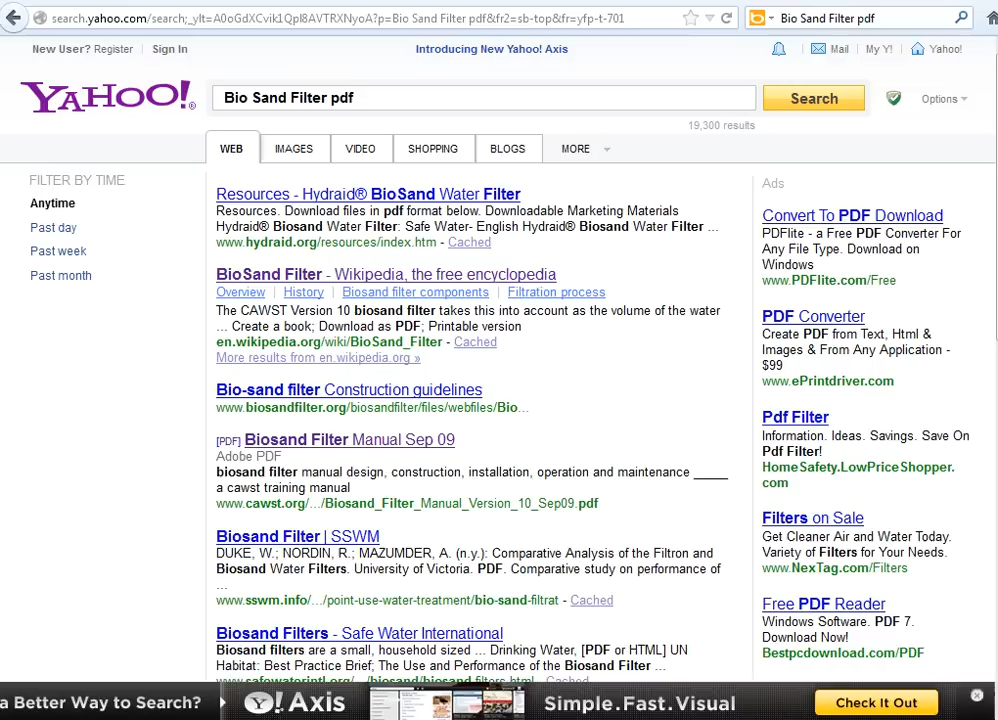 search.yahoo.com/search;_ylt=A0oGdXCvik1Qpl8AVTRXNyoA?p=Bio Sand Filter pdf&fr2=sb-top&fr=yfp-t-701
Bio Sand Filter pdf
New User? Register | Sign In
Introducing New Yahoo! Axis
Mail | My Y! | Yahoo!
YAHOO!®
Bio Sand Filter pdf
Search
Options
19,300 results
WEB IMAGES VIDEO SHOPPING BLOGS MORE
FILTER BY TIME
Anytime
Past day
Past week
Past month
Resources - Hydraid® BioSand Water Filter
Resources. Download files in pdf format below. Downloadable Marketing Materials
Hydraid® Biosand Water Filter: Safe Water- English Hydraid® Biosand Water Filter ...
www.hydraid.org/resources/index.htm - Cached
BioSand Filter - Wikipedia, the free encyclopedia
Overview | History | Biosand filter components | Filtration process
The CAWST Version 10 biosand filter takes this into account as the volume of the water
... Create a book; Download as PDF; Printable version
en.wikipedia.org/wiki/BioSand_Filter - Cached
More results from en.wikipedia.org »
Bio-sand filter Construction guidelines
www.biosandfilter.org/biosandfilter/files/webfiles/Bio...
[PDF] Biosand Filter Manual Sep 09
Adobe PDF
biosand filter manual design, construction, installation, operation and maintenance _____
a cawst training manual
www.cawst.org/.../Biosand_Filter_Manual_Version_10_Sep09.pdf
Biosand Filter | SSWM
DUKE, W.; NORDIN, R.; MAZUMDER, A. (n.y.): Comparative Analysis of the Filtron and
Biosand Water Filters. University of Victoria. PDF. Comparative study on performance of
...
www.sswm.info/.../point-use-water-treatment/bio-sand-filtrat - Cached
Biosand Filters - Safe Water International
Biosand filters are a small, household sized ... Drinking Water, [PDF or HTML] UN
Habitat: Best Practice Brief; The Use and Performance of the Biosand Filter ...
www.safewaterintl.org/.../biosand/biosand filters.html - Cached
Ads
Convert To PDF Download
PDFlite - a Free PDF Converter For
Any File Type. Download on
Windows
www.PDFlite.com/Free
PDF Converter
Create PDF from Text, Html &
Images & From Any Application -
$99
www.ePrintdriver.com
Pdf Filter
Information. Ideas. Savings. Save On
Pdf Filter!
HomeSafety.LowPriceShopper.
com
Filters on Sale
Get Cleaner Air and Water Today.
Variety of Filters for Your Needs.
www.NexTag.com/Filters
Free PDF Reader
Windows Software. PDF 7.
Download Now!
Bestpcdownload.com/PDF
a Better Way to Search?
Y! Axis
Simple.Fast.Visual
Check It Out